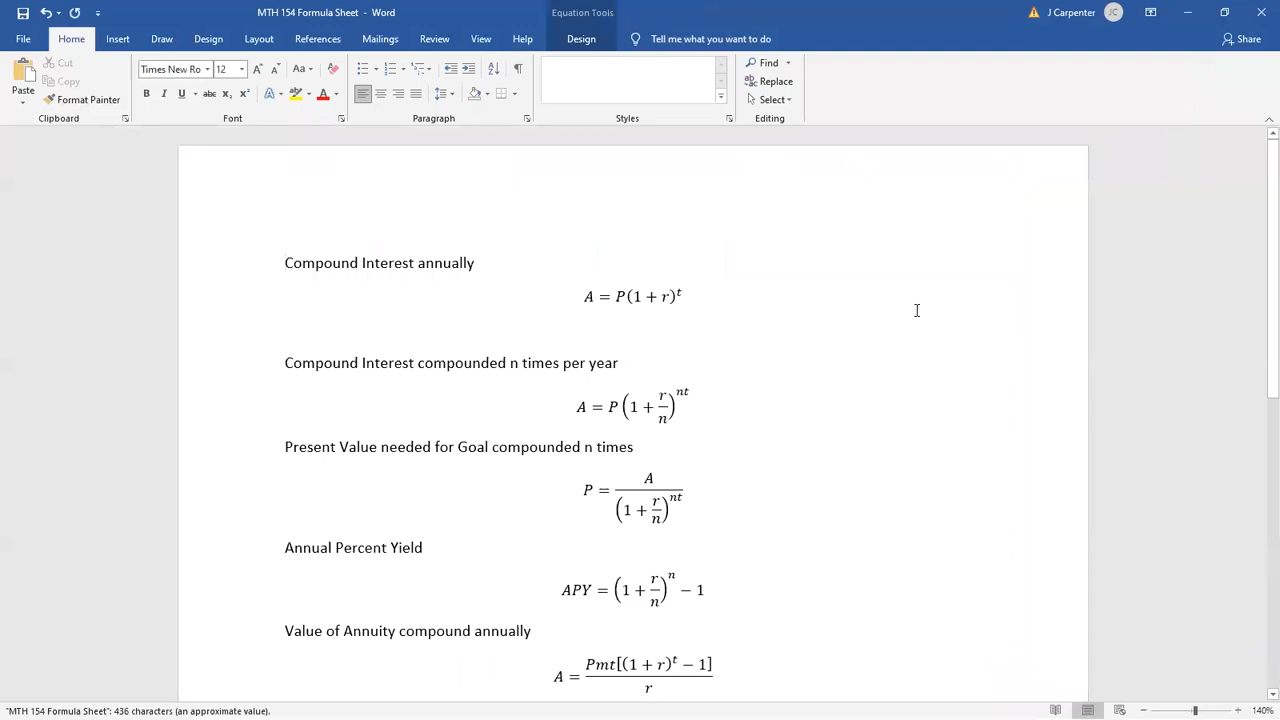 MTH 154 Formula Sheet - Word
Equation Tools
J Carpenter JC
File Home Insert Draw Design Layout References Mailings Review View Help Design Tell me what you want to do Share
Paste
Cut
Copy
Format Painter
Times New Ro 12
Aa
B I U abc x₂ x² A A
Find
Replace
Select
Clipboard Font Paragraph Styles Editing
Compound Interest annually
A = P(1 + r)^t
Compound Interest compounded n times per year
A = P(1 + r/n)^nt
Present Value needed for Goal compounded n times
P = A/(1 + r/n)^nt
Annual Percent Yield
APY = (1 + r/n)^n − 1
Value of Annuity compound annually
A = Pmt[(1 + r)^t − 1]/r
"MTH 154 Formula Sheet": 436 characters (an approximate value).
140%